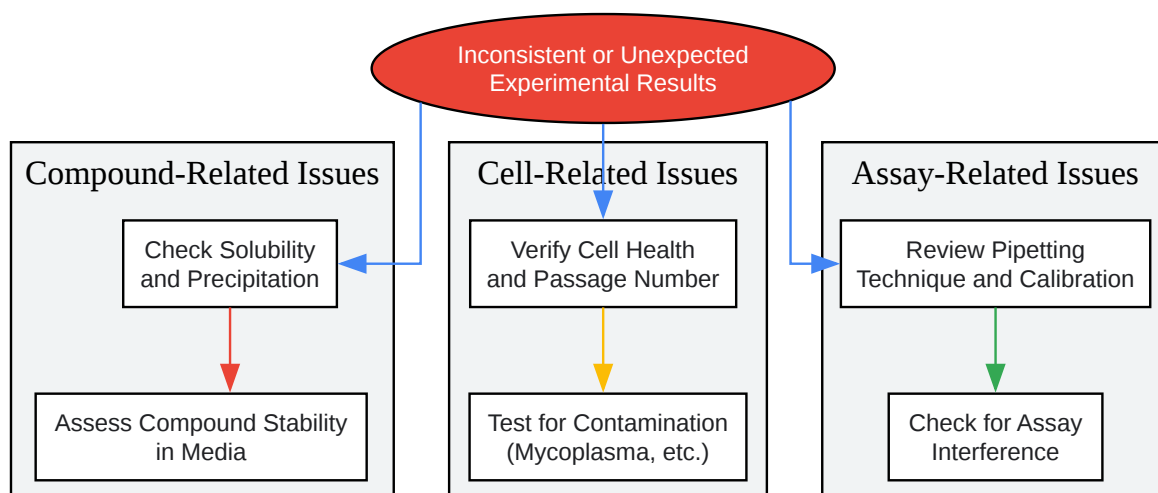 Inconsistent or Unexpected
Experimental Results
Compound-Related Issues
Check Solubility
and Precipitation
Assess Compound Stability
in Media
Cell-Related Issues
Verify Cell Health
and Passage Number
Test for Contamination
(Mycoplasma, etc.)
Assay-Related Issues
Review Pipetting
Technique and Calibration
Check for Assay
Interference